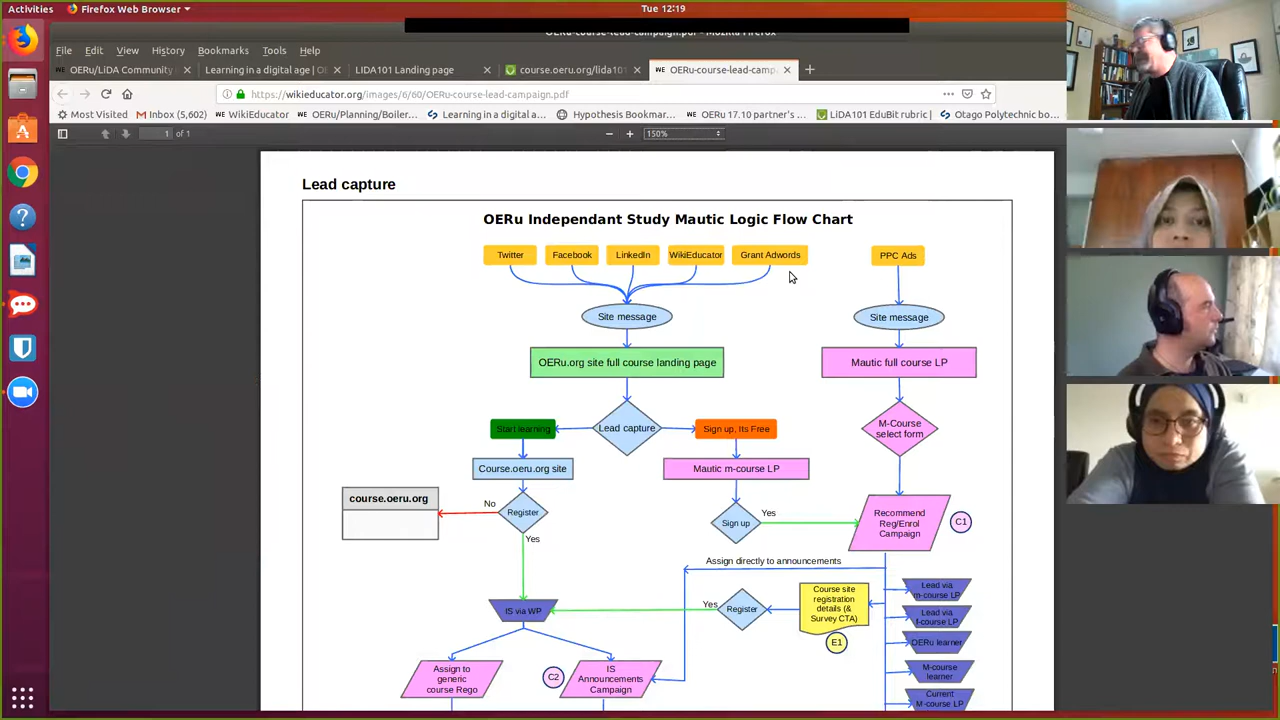 Activities
Firefox Web Browser
Tue 12:19
OERu-course-lead-campaign.pdf - Mozilla Firefox
File Edit View History Bookmarks Tools Help
OERu/LiDA Community
Learning in a digital age | O
LIDA101 Landing page
course.oeru.org/lida101
OERu-course-lead-camp
https://wikieducator.org/images/6/60/OERu-course-lead-campaign.pdf
Most Visited
Inbox (5,602)
WikiEducator
OERu/Planning/Boiler...
Learning in a digital a...
Hypothesis Bookmar...
OERu 17.10 partner's ...
LiDA101 EduBit rubric |
Otago Polytechnic bo...
1 of 1
150%
Lead capture
OERu Independant Study Mautic Logic Flow Chart
Twitter
Facebook
LinkedIn
WikiEducator
Grant Adwords
PPC Ads
Site message
Site message
OERu.org site full course landing page
Mautic full course LP
Start learning
Lead capture
Sign up, Its Free
M-Course
select form
Course.oeru.org site
Mautic m-course LP
course.oeru.org
No
Register
Yes
Sign up
Yes
Recommend
Reg/Enrol
Campaign
C1
Assign directly to announcements
IS via WP
Yes
Register
Course site
registration
details (&
Survey CTA)
E1
Lead via
m-course LP
Lead via
f-course LP
OERu learner
M-course
learner
Current
M-course LP
Assign to
generic
course Rego
C2
IS
Announcements
Campaign